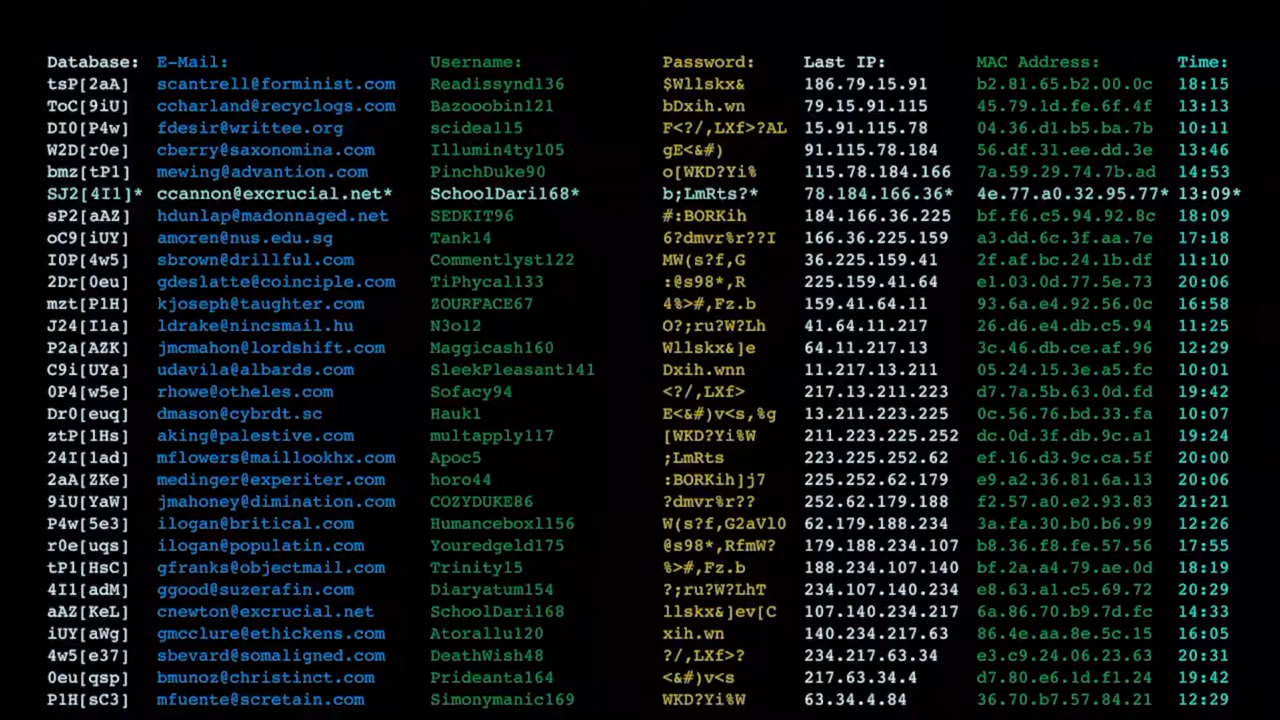 Database: E-Mail: Username: Password: Last IP: MAC Address: Time:
tsP[2aA] scantrell@forminist.com Readissynd136 $Wllskx& 186.79.15.91 b2.81.65.b2.00.0c 18:15
ToC[9iU] ccharland@recyclogs.com Bazooobin121 bDxih.wn 79.15.91.115 45.79.1d.fe.6f.4f 13:13
DI0[P4w] fdesir@writtee.org scideal15 F<?/,LXf>?AL 15.91.115.78 04.36.d1.b5.ba.7b 10:11
W2D[r0e] cberry@saxonomina.com Illumin4ty105 gE<&#) 91.115.78.184 56.df.31.ee.dd.3e 13:46
bmz[tP1] mewing@advantion.com PinchDuke90 o[WKD?Yi% 115.78.184.166 7a.59.29.74.7b.ad 14:53
SJ2[4I1]* ccannon@excrucial.net* SchoolDari168* b;LmRts?* 78.184.166.36* 4e.77.a0.32.95.77* 13:09*
sP2[aAZ] hdunlap@madonnaged.net SEDKIT96 #:BORKih 184.166.36.225 bf.f6.c5.94.92.8c 18:09
oC9[iUY] amoren@nus.edu.sg Tank14 6?dmvr%r??I 166.36.225.159 a3.dd.6c.3f.aa.7e 17:18
I0P[4w5] sbrown@drillful.com Commentlyst122 MW(s?f,G 36.225.159.41 2f.af.bc.24.1b.df 11:10
2Dr[0eu] gdeslatte@coinciple.com TiPhycal133 :@s98*,R 225.159.41.64 e1.03.0d.77.5e.73 20:06
mzt[P1H] kjoseph@taughter.com ZOURFACE67 4%>#,Fz.b 159.41.64.11 93.6a.e4.92.56.0c 16:58
J24[I1a] ldrake@nincsmail.hu N3o12 O?;ru?W?Lh 41.64.11.217 26.d6.e4.db.c5.94 11:25
P2a[AZK] jmcmahon@lordshift.com Maggicash160 Wllskx&]e 64.11.217.13 3c.46.db.ce.af.96 12:29
C9i[UYa] udavila@albards.com SleekPleasant141 Dxih.wnn 11.217.13.211 05.24.15.3e.a5.fc 10:01
0P4[w5e] rhowe@otheles.com Sofacy94 <?/,LXf> 217.13.211.223 d7.7a.5b.63.0d.fd 19:42
Dr0[euq] dmason@cybrdt.sc Hauk1 E<&#)v<s,%g 13.211.223.225 0c.56.76.bd.33.fa 10:07
ztP[1Hs] aking@palestive.com multapply117 [WKD?Yi%W 211.223.225.252 dc.0d.3f.db.9c.a1 19:24
24I[1ad] mflowers@maillookhx.com Apoc5 ;LmRts 223.225.252.62 ef.16.d3.9c.ca.5f 20:00
2aA[ZKe] medinger@experiter.com horo44 :BORKih]j7 225.252.62.179 e9.a2.36.81.6a.13 20:06
9iU[YaW] jmahoney@dimination.com COZYDUKE86 ?dmvr%r?? 252.62.179.188 f2.57.a0.e2.93.83 21:21
P4w[5e3] ilogan@britical.com Humanceboxl156 W(s?f,G2aVl0 62.179.188.234 3a.fa.30.b0.b6.99 12:26
r0e[uqs] ilogan@populatin.com Youredgeld175 @s98*,RfmW? 179.188.234.107 b8.36.f8.fe.57.56 17:55
tP1[HsC] gfranks@objectmail.com Trinity15 %>#,Fz.b 188.234.107.140 bf.2a.a4.79.ae.0d 18:19
4I1[adM] ggood@suzerafin.com Diaryatum154 ?;ru?W?LhT 234.107.140.234 e8.63.a1.c5.69.72 20:29
aAZ[KeL] cnewton@excrucial.net SchoolDari168 llskx&]ev[C 107.140.234.217 6a.86.70.b9.7d.fc 14:33
iUY[aWg] gmcclure@ethickens.com Atorallu120 xih.wn 140.234.217.63 86.4e.aa.8e.5c.15 16:05
4w5[e37] sbevard@somaligned.com DeathWish48 ?/,LXf>? 234.217.63.34 e3.c9.24.06.23.63 20:31
0eu[qsp] bmunoz@christinct.com Prideanta164 <&#)v<s 217.63.34.4 d7.80.e6.1d.f1.24 19:42
P1H[sC3] mfuente@scretain.com Simonymanic169 WKD?Yi%W 63.34.4.84 36.70.b7.57.84.21 12:29